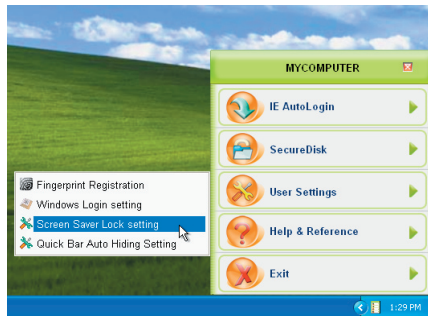 MYCOMPUTER
IE AutoLogin
SecureDisk
User Settings
Help & Reference
Exit
Fingerprint Registration
Windows Login setting
Screen Saver Lock setting
Quick Bar Auto Hiding Setting
1:29 PM